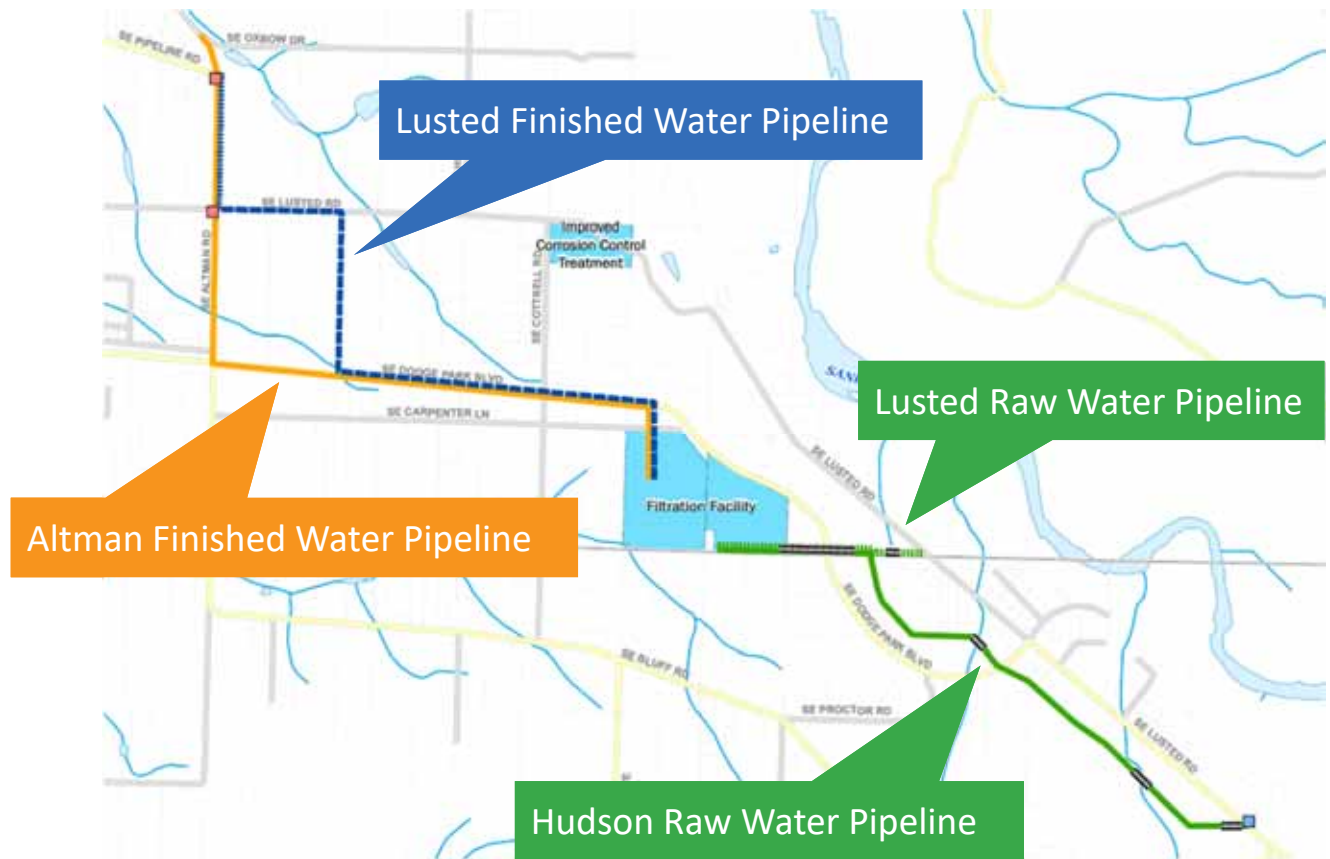 SE OXBOW DR
SE PIPELINE RD
Lusted Finished Water Pipeline
SE LUSTED RD
Improved
Corrosion Control
Treatment
SE ALTMAN RD
SE COTTRELL RD
SE DODGE PARK BLVD
SE CARPENTER LN
Lusted Raw Water Pipeline
SE LUSTED RD
Filtration Facility
Altman Finished Water Pipeline
SE DODGE PARK BLVD
SE BLUFF RD
SE PROCTOR RD
SE LUSTED RD
Hudson Raw Water Pipeline